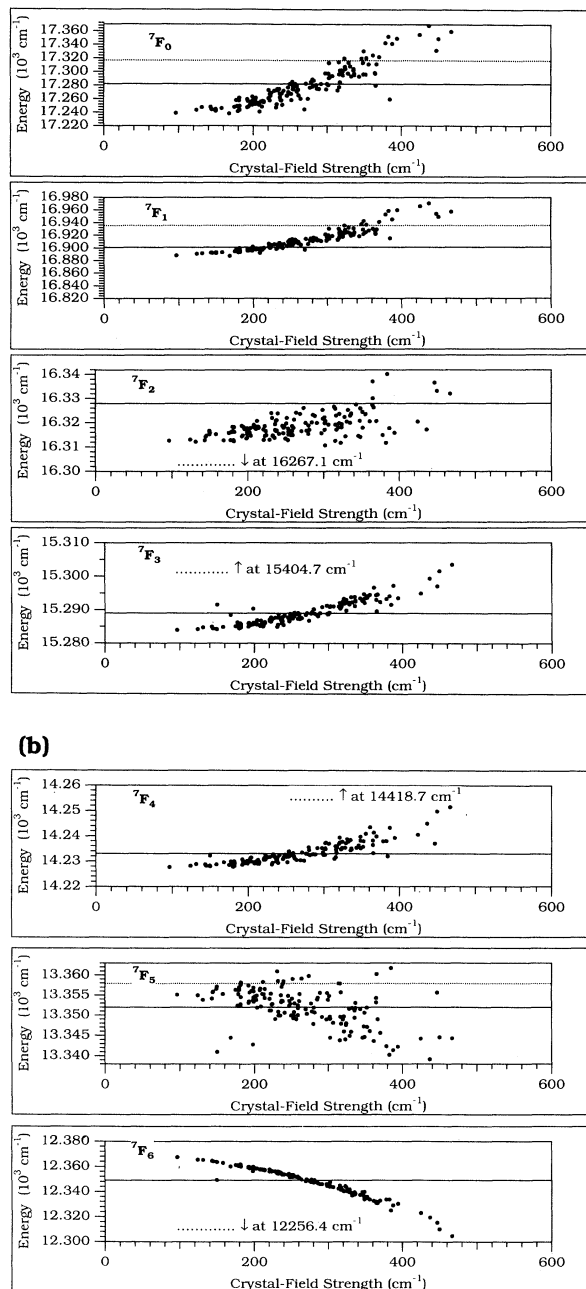 ⁷F₀
Energy (10³ cm⁻¹)
17.360
17.340
17.320
17.300
17.280
17.260
17.240
17.220
0 200 400 600
Crystal-Field Strength (cm⁻¹)
⁷F₁
Energy (10³ cm⁻¹)
16.980
16.960
16.940
16.920
16.900
16.880
16.860
16.840
16.820
0 200 400 600
Crystal-Field Strength (cm⁻¹)
⁷F₂
Energy (10³ cm⁻¹)
16.34
16.33
16.32
16.31
16.30
............ ↓ at 16267.1 cm⁻¹
0 200 400 600
Crystal-Field Strength (cm⁻¹)
⁷F₃
Energy (10³ cm⁻¹)
15.310
............ ↑ at 15404.7 cm⁻¹
15.300
15.290
15.280
0 200 400 600
Crystal-Field Strength (cm⁻¹)
(b)
⁷F₄
Energy (10³ cm⁻¹)
14.26
.......... ↑ at 14418.7 cm⁻¹
14.25
14.24
14.23
14.22
0 200 400 600
Crystal-Field Strength (cm⁻¹)
⁷F₅
Energy (10³ cm⁻¹)
13.360
13.355
13.350
13.345
13.340
0 200 400 600
Crystal-Field Strength (cm⁻¹)
⁷F₆
Energy (10³ cm⁻¹)
12.380
12.360
12.340
12.320
12.300
............ ↓ at 12256.4 cm⁻¹
0 200 400 600
Crystal-Field Strength (cm⁻¹)